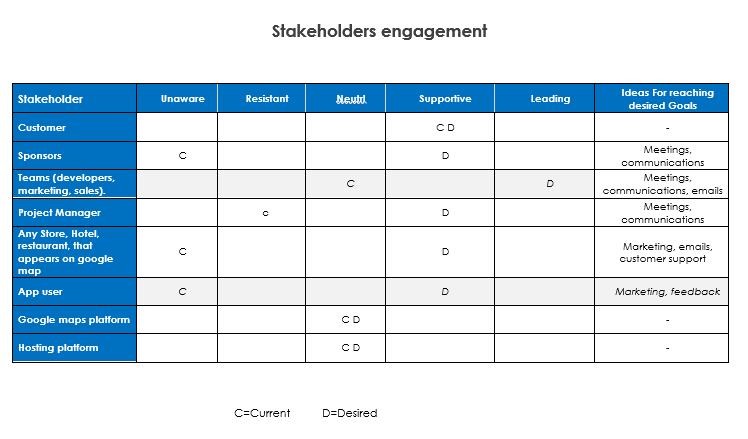 Stakeholders engagement
Stakeholder Unaware Resistant Neutrl Supportive Leading Ideas For reaching
desired Goals
Customer C D -
Sponsors C D Meetings,
communications
Teams (developers,
marketing, sales). C D Meetings,
communications, emails
Project Manager c D Meetings,
communications
Any Store, Hotel,
restaurant, that
appears on google
map C D Marketing, emails,
customer support
App user C D Marketing, feedback
Google maps platform C D -
Hosting platform C D -
C=Current D=Desired